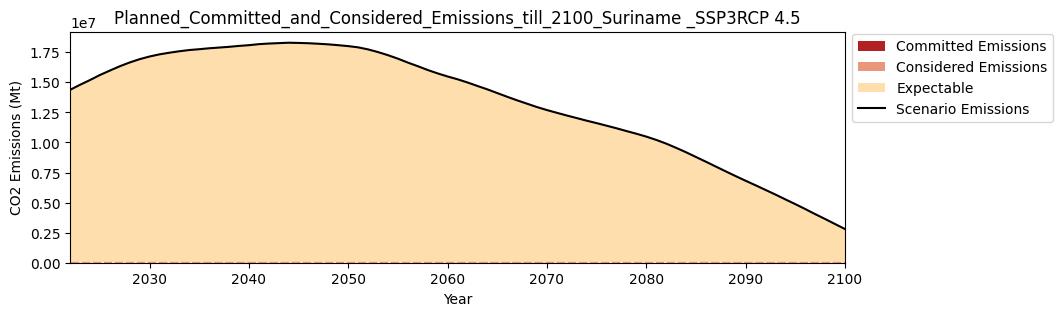 Planned_Committed_and_Considered_Emissions_till_2100_Suriname _SSP3RCP 4.5
1e7
1.75
1.50
1.25
1.00
0.75
0.50
0.25
0.00
CO2 Emissions (Mt)
2030 2040 2050 2060 2070 2080 2090 2100
Year
Committed Emissions
Considered Emissions
Expectable
Scenario Emissions